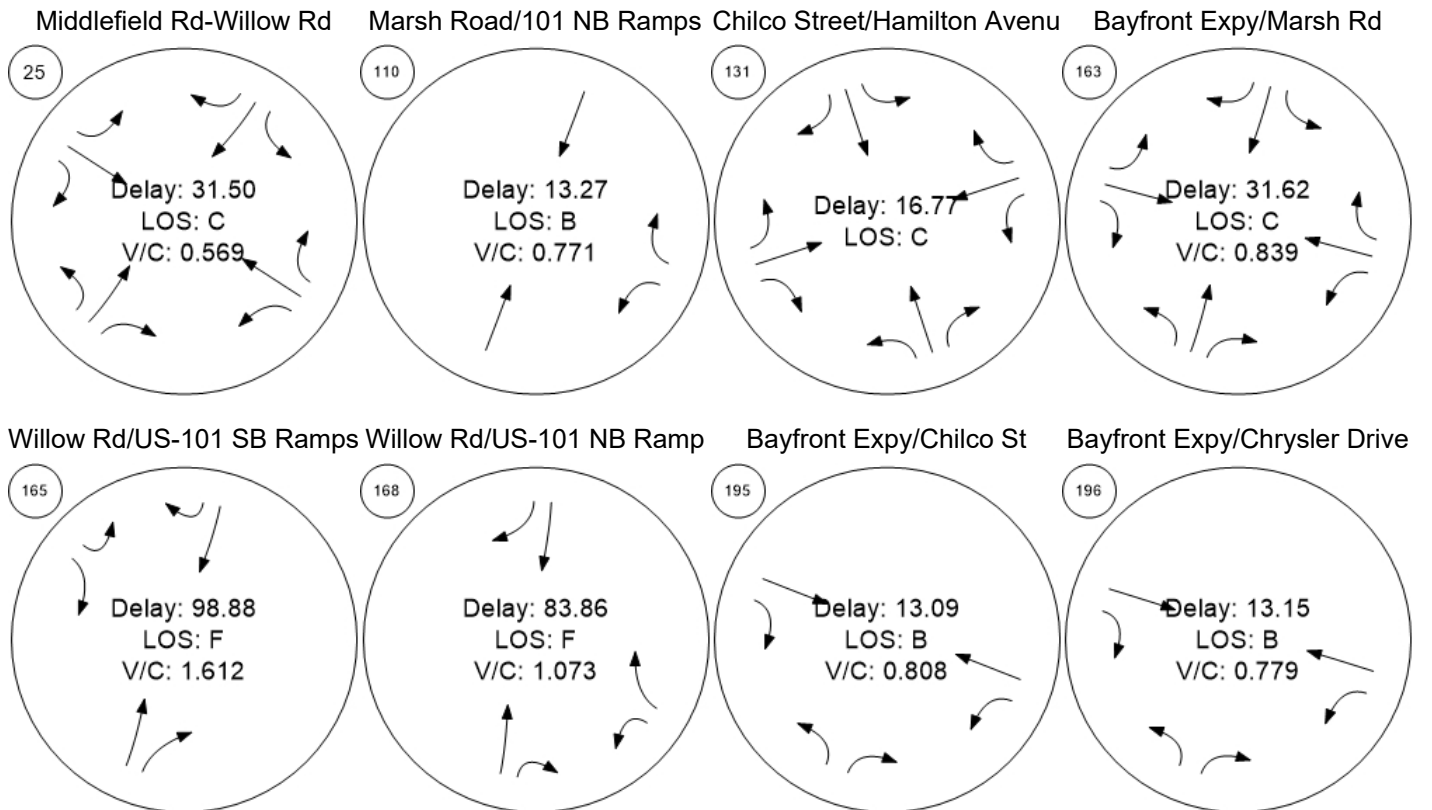 Middlefield Rd-Willow Rd
25
Delay: 31.50
LOS: C
V/C: 0.569
Marsh Road/101 NB Ramps
110
Delay: 13.27
LOS: B
V/C: 0.771
Chilco Street/Hamilton Avenu
131
Delay: 16.77
LOS: C
Bayfront Expy/Marsh Rd
163
Delay: 31.62
LOS: C
V/C: 0.839
Willow Rd/US-101 SB Ramps
165
Delay: 98.88
LOS: F
V/C: 1.612
Willow Rd/US-101 NB Ramp
168
Delay: 83.86
LOS: F
V/C: 1.073
Bayfront Expy/Chilco St
195
Delay: 13.09
LOS: B
V/C: 0.808
Bayfront Expy/Chrysler Drive
196
Delay: 13.15
LOS: B
V/C: 0.779